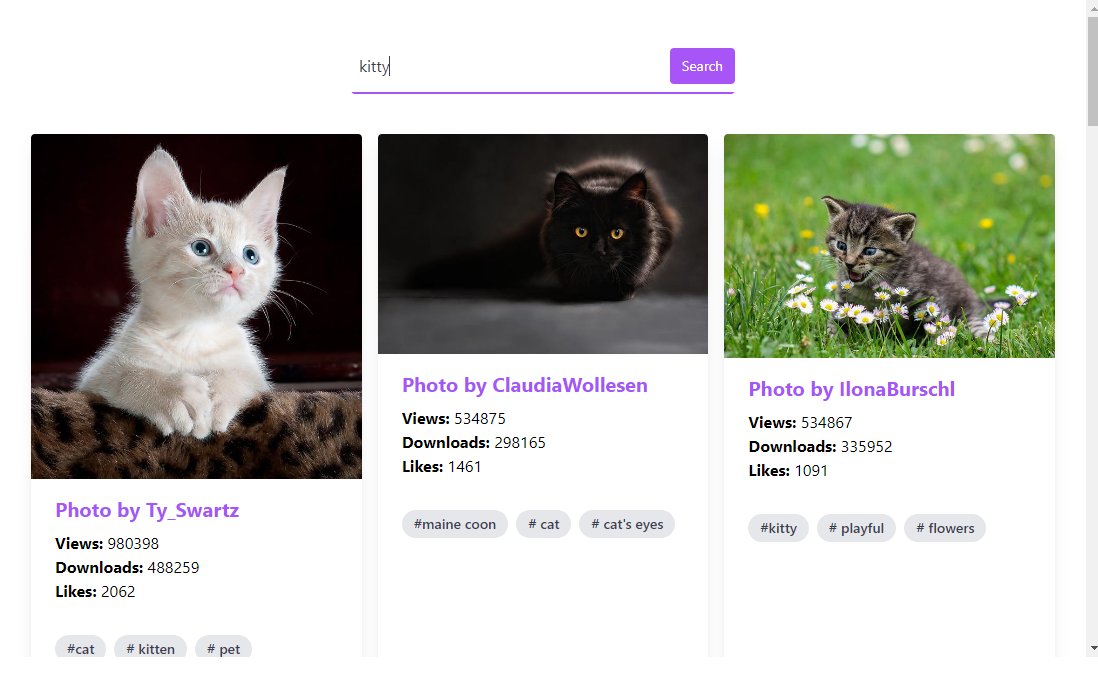 kitty
Search
Photo by Ty_Swartz
Views: 980398
Downloads: 488259
Likes: 2062
#cat
# kitten
# pet
Photo by ClaudiaWollesen
Views: 534875
Downloads: 298165
Likes: 1461
#maine coon
# cat
# cat's eyes
Photo by IlonaBurschl
Views: 534867
Downloads: 335952
Likes: 1091
#kitty
# playful
# flowers